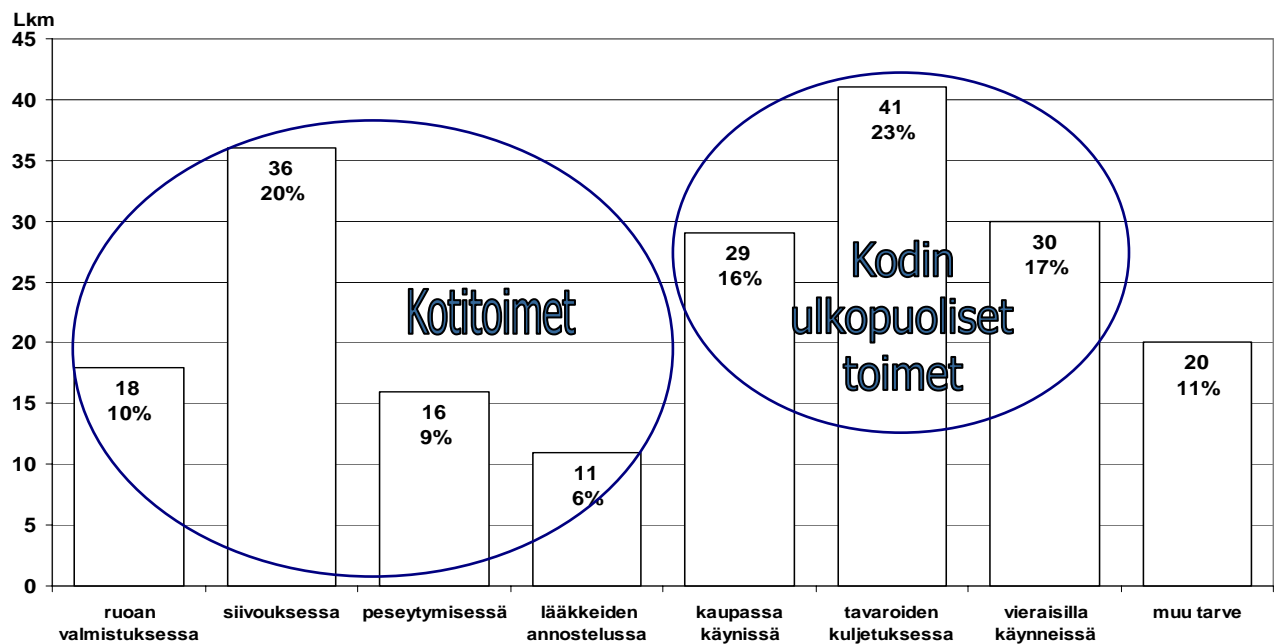 Lkm
45
40
35
30
25
20
15
10
5
0
18
10%
36
20%
16
9%
11
6%
29
16%
41
23%
30
17%
20
11%
Kotitoimet
Kodin
ulkopuoliset
toimet
ruoan
valmistuksessa
siivouksessa
peseytymisessä
lääkkeiden
annostelussa
kaupassa
käynissä
tavaroiden
kuljetuksessa
vieraisilla
käynneissä
muu tarve